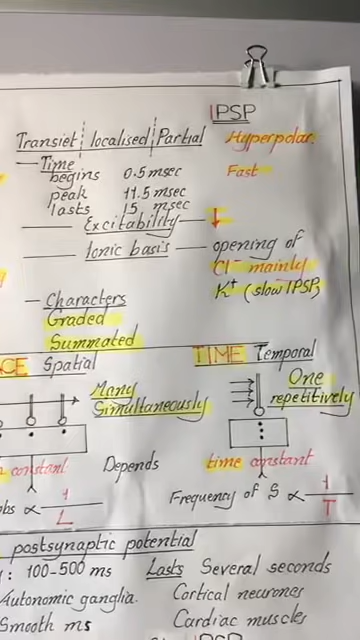 IPSP
Transiet localised Partial Hyperpolar.
— Time Fast
begins 0.5 msec
peak 11.5 msec
lasts 15 msec
Excitability ↓
Ionic basis opening of
Cl⁻ mainly
K⁺ (slow IPSP)
— Characters
Graded
Summated
CE Spatial TIME Temporal
Many One
Simultaneously repetitively
constant Depends time constant
∝ 1/L Frequency of S ∝ 1/T
postsynaptic potential
: 100-500 ms Lasts Several seconds
Autonomic ganglia. Cortical neurones
Smooth ms Cardiac muscles